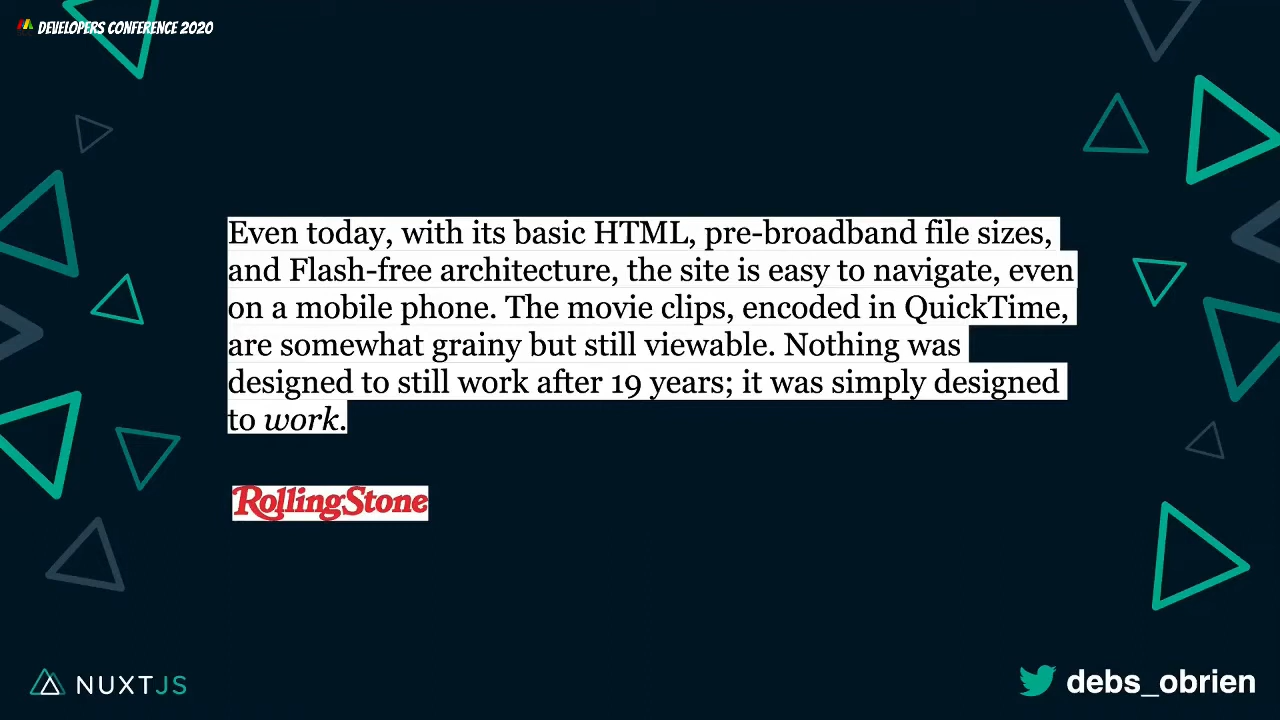 DEVELOPERS CONFERENCE 2020
Even today, with its basic HTML, pre-broadband file sizes,
and Flash-free architecture, the site is easy to navigate, even
on a mobile phone. The movie clips, encoded in QuickTime,
are somewhat grainy but still viewable. Nothing was
designed to still work after 19 years; it was simply designed
to work.
RollingStone
NUXTJS
debs_obrien